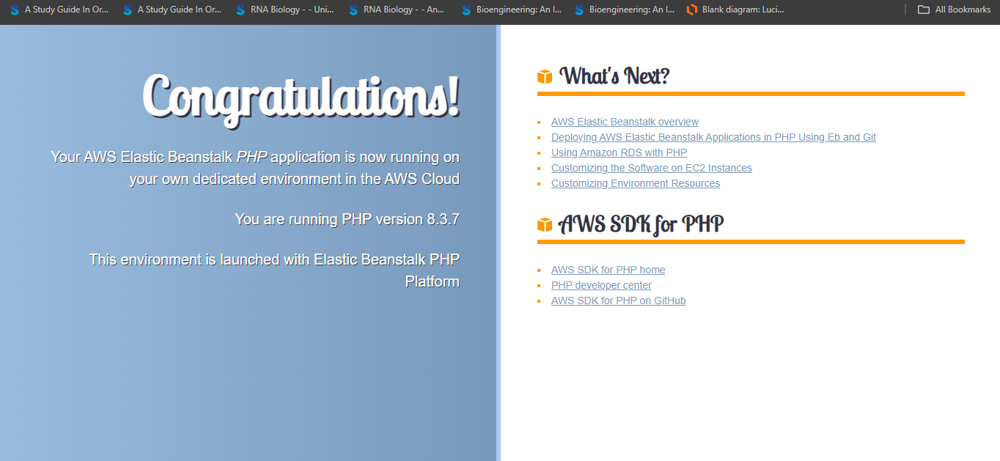 A Study Guide In Or...
A Study Guide In Or...
RNA Biology - - Uni...
RNA Biology - - An...
Bioengineering: An I...
Bioengineering: An I...
Blank diagram: Luci...
All Bookmarks
Congratulations!
Your AWS Elastic Beanstalk PHP application is now running on
your own dedicated environment in the AWS Cloud
You are running PHP version 8.3.7
This environment is launched with Elastic Beanstalk PHP
Platform
What's Next?
AWS Elastic Beanstalk overview
Deploying AWS Elastic Beanstalk Applications in PHP Using Eb and Git
Using Amazon RDS with PHP
Customizing the Software on EC2 Instances
Customizing Environment Resources
AWS SDK for PHP
AWS SDK for PHP home
PHP developer center
AWS SDK for PHP on GitHub